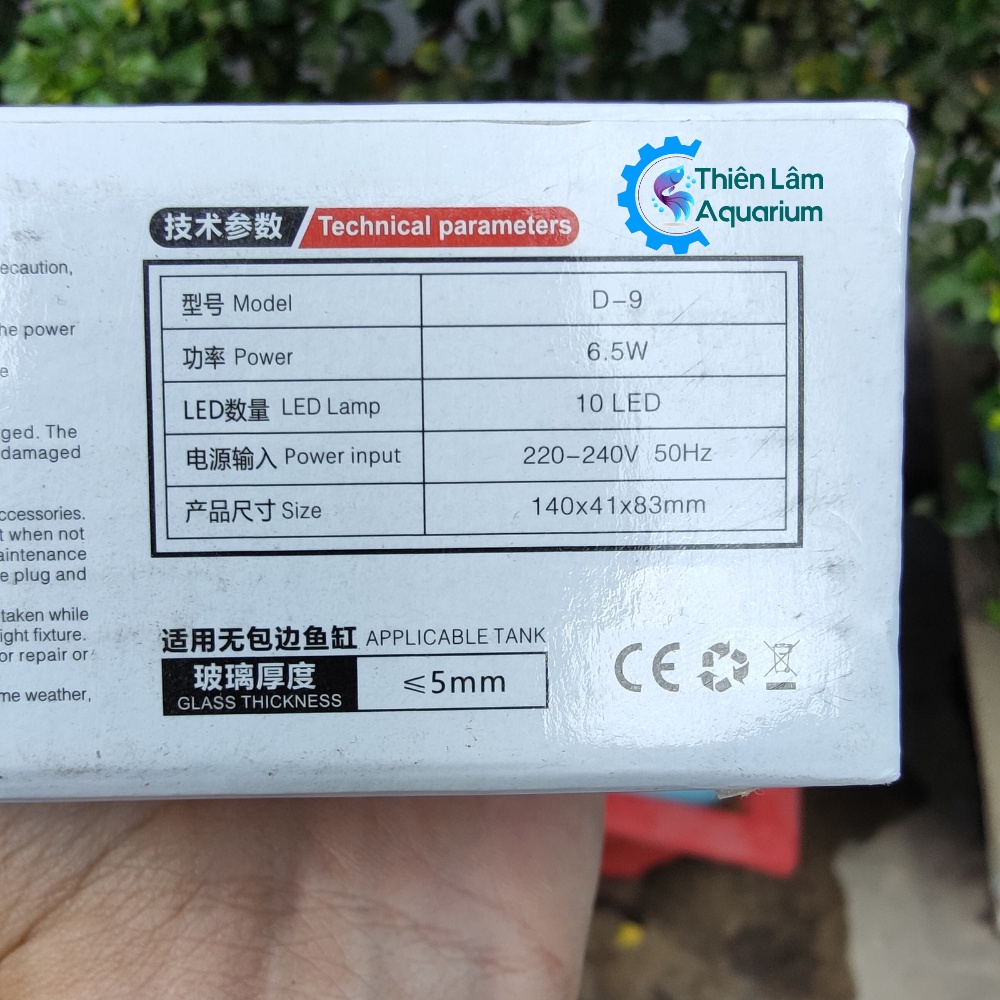 Thiên Lâm
Aquarium
技术参数 Technical parameters
型号 Model D-9
功率 Power 6.5W
LED数量 LED Lamp 10 LED
电源输入 Power input 220-240V 50Hz
产品尺寸 Size 140x41x83mm
适用无包边鱼缸 APPLICABLE TANK
玻璃厚度
GLASS THICKNESS
≤5mm
CE
ecaution,
he power
e
ged. The
damaged
ccessories.
t when not
aintenance
e plug and
taken while
ight fixture.
or repair or
me weather,